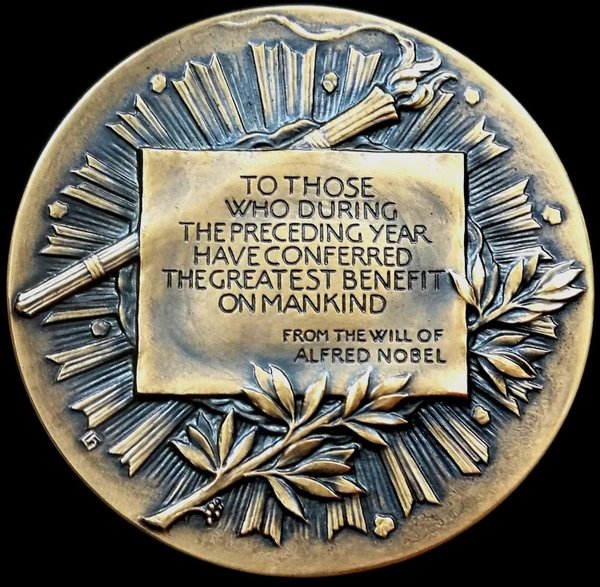 TO THOSE
WHO DURING
THE PRECEDING YEAR
HAVE CONFERRED
THE GREATEST BENEFIT
ON MANKIND
FROM THE WILL OF
ALFRED NOBEL